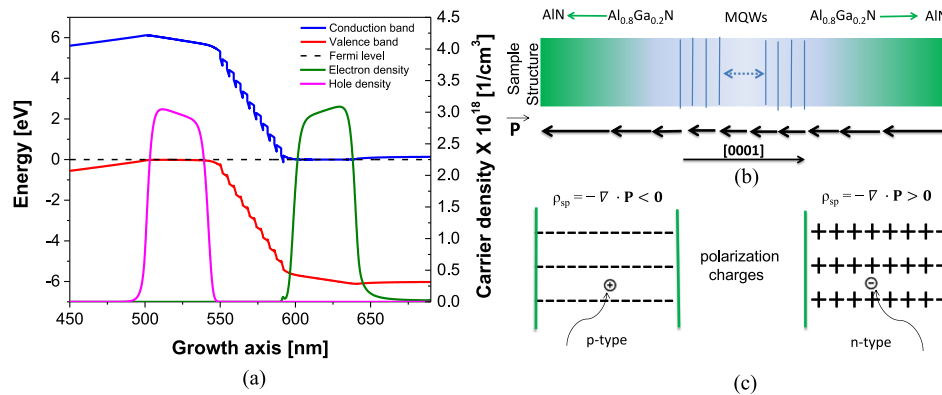 Conduction band
Valence band
Fermi level
Electron density
Hole density
Energy [eV]
6
4
2
0
-2
-4
-6
450 500 550 600 650
Growth axis [nm]
4.5
4.0
3.5
3.0
2.5
2.0
1.5
1.0
0.5
0.0
Carrier density X 10^18 [1/cm^3]
(a)
AlN Al0.8Ga0.2N MQWs Al0.8Ga0.2N AlN
Sample
Structure
P
[0001]
(b)
ρsp = − ∇ · P < 0 ρsp = − ∇ · P > 0
polarization
charges
p-type n-type
(c)